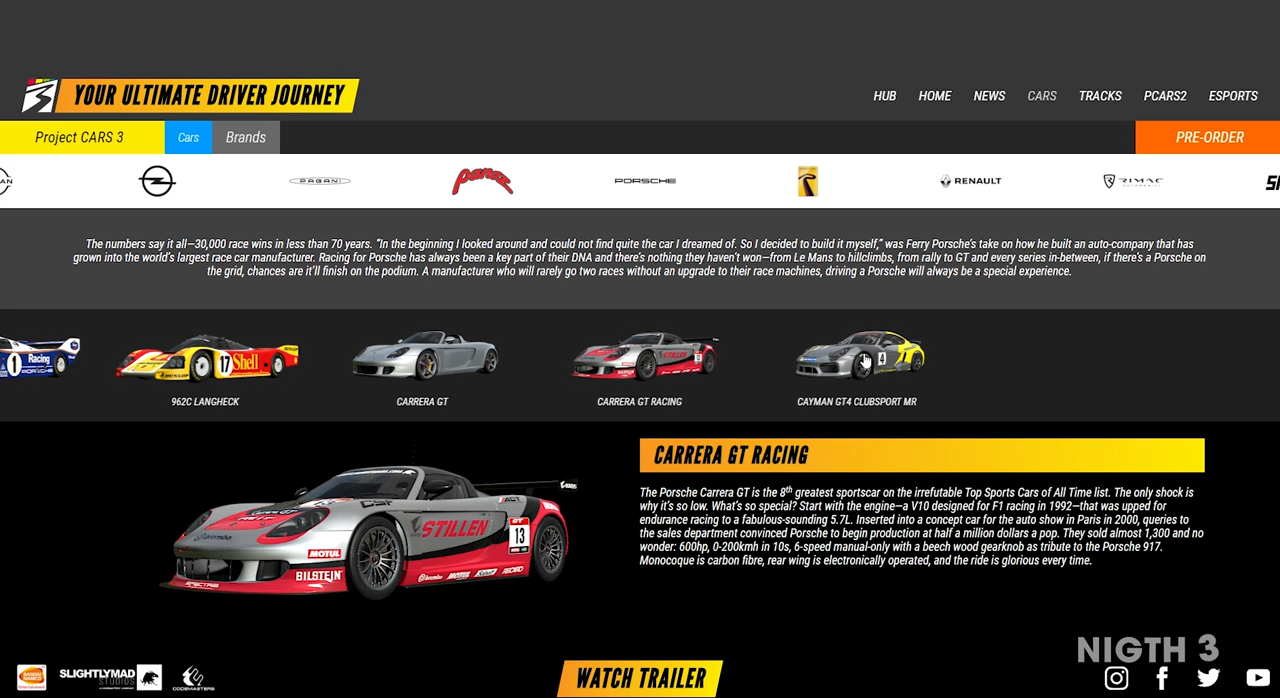 YOUR ULTIMATE DRIVER JOURNEY
HUB HOME NEWS CARS TRACKS PCARS2 ESPORTS
Project CARS 3 Cars Brands PRE-ORDER
PAGANI Panoz PORSCHE RENAULT RIMAC
The numbers say it all—30,000 race wins in less than 70 years. "In the beginning I looked around and could not find quite the car I dreamed of. So I decided to build it myself," was Ferry Porsche's take on how he built an auto-company that has
grown into the world's largest race car manufacturer. Racing for Porsche has always been a key part of their DNA and there's nothing they haven't won—from Le Mans to hillclimbs, from rally to GT and every series in-between, if there's a Porsche on
the grid, chances are it'll finish on the podium. A manufacturer who will rarely go two races without an upgrade to their race machines, driving a Porsche will always be a special experience.
1 Racing 17 Shell DUNLOP STILLEN 4
962C LANGHECK CARRERA GT CARRERA GT RACING CAYMAN GT4 CLUBSPORT MR
CARRERA GT RACING
The Porsche Carrera GT is the 8th greatest sportscar on the irrefutable Top Sports Cars of All Time list. The only shock is
why it's so low. What's so special? Start with the engine—a V10 designed for F1 racing in 1992—that was upped for
endurance racing to a fabulous-sounding 5.7L. Inserted into a concept car for the auto show in Paris in 2000, queries to
the sales department convinced Porsche to begin production at half a million dollars a pop. They sold almost 1,300 and no
wonder: 600hp, 0-200kmh in 10s, 6-speed manual-only with a beech wood gearknob as tribute to the Porsche 917.
Monocoque is carbon fibre, rear wing is electronically operated, and the ride is glorious every time.
STILLEN
GT
13
MOTUL
BILSTEIN
brembo MOTUL RECARO
NIGTH 3
SLIGHTLYMAD
STUDIOS
CODEMASTERS
WATCH TRAILER